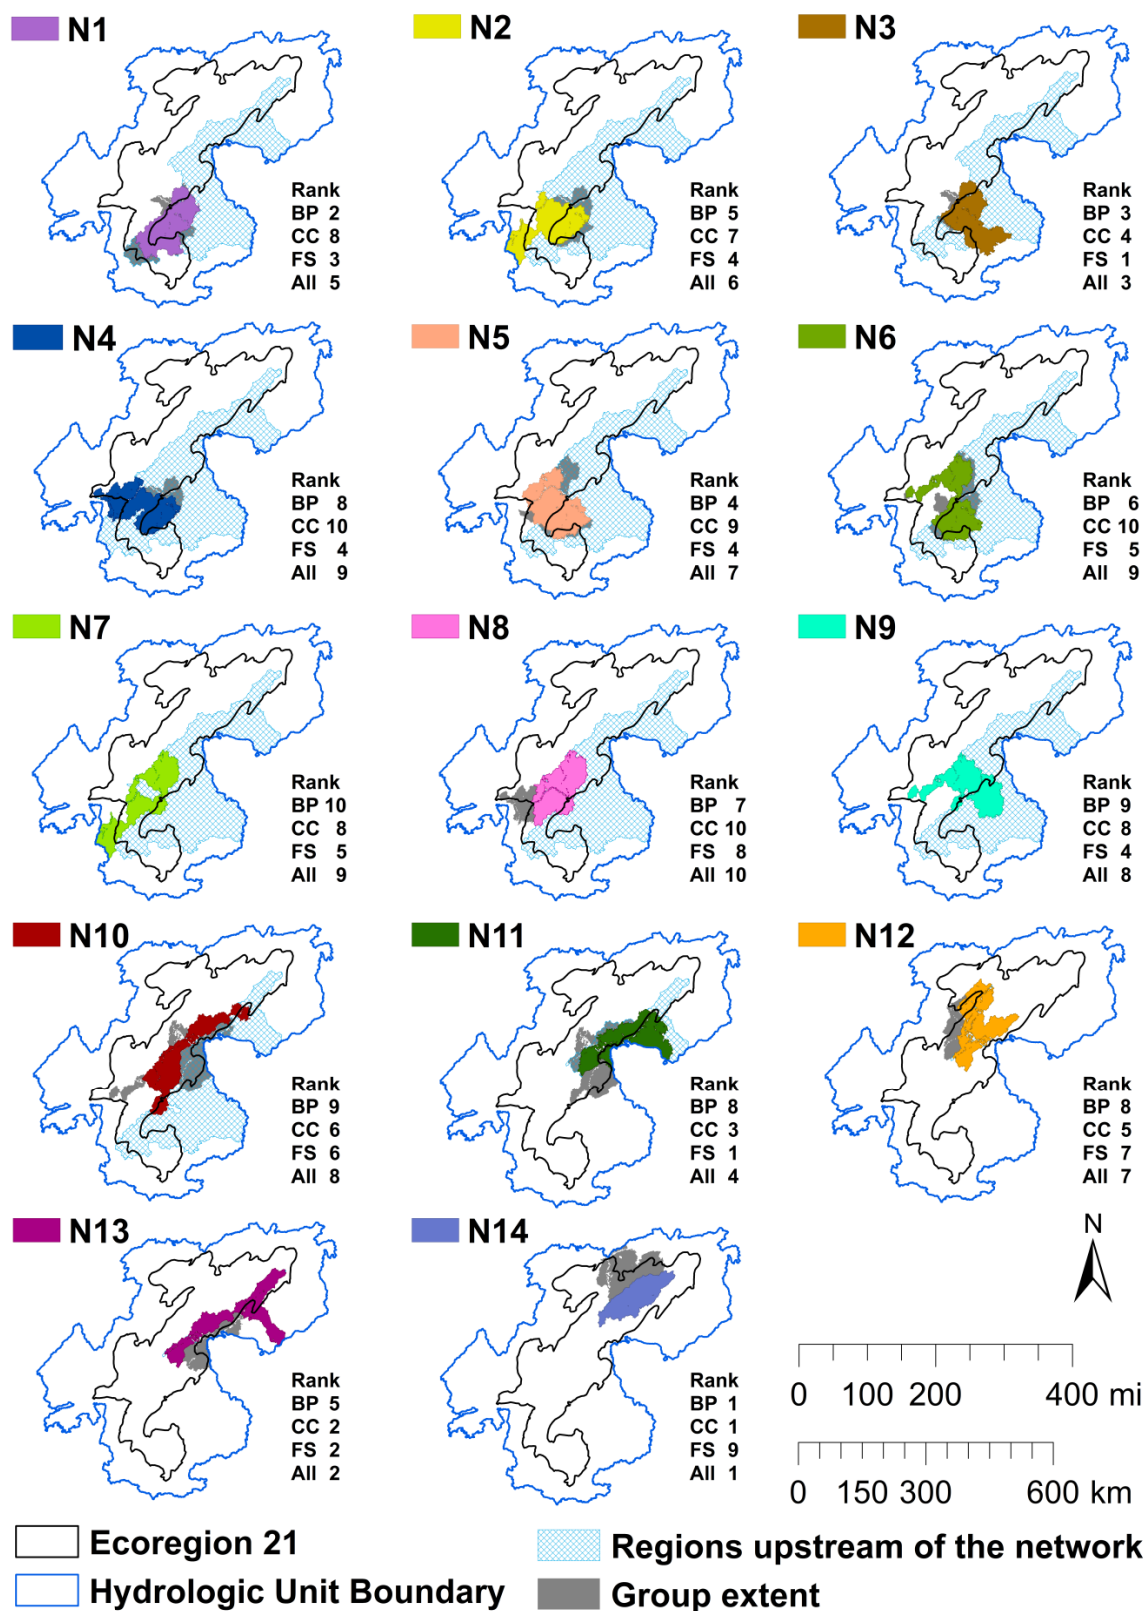 N1
N2
N3
Rank
BP 2
CC 8
FS 3
All 5
Rank
BP 5
CC 7
FS 4
All 6
Rank
BP 3
CC 4
FS 1
All 3
N4
N5
N6
Rank
BP 8
CC 10
FS 4
All 9
Rank
BP 4
CC 9
FS 4
All 7
Rank
BP 6
CC 10
FS 5
All 9
N7
N8
N9
Rank
BP 10
CC 8
FS 5
All 9
Rank
BP 7
CC 10
FS 8
All 10
Rank
BP 9
CC 8
FS 4
All 8
N10
N11
N12
Rank
BP 9
CC 6
FS 6
All 8
Rank
BP 8
CC 3
FS 1
All 4
Rank
BP 8
CC 5
FS 7
All 7
N13
N14
Rank
BP 5
CC 2
FS 2
All 2
Rank
BP 1
CC 1
FS 9
All 1
N
0 100 200 400 mi
0 150 300 600 km
Ecoregion 21
Regions upstream of the network
Hydrologic Unit Boundary
Group extent